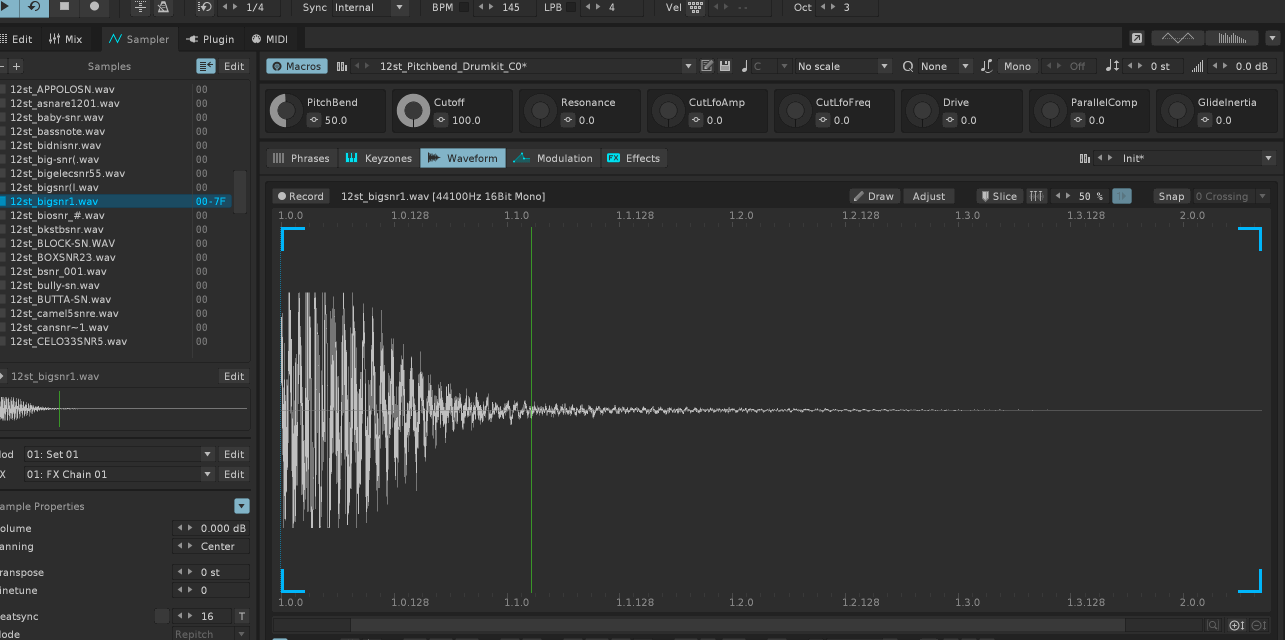 1/4 Sync Internal BPM 145 LPB 4 Vel -- Oct 3
Edit Mix Sampler Plugin MIDI
Samples Edit
Macros 12st_Pitchbend_Drumkit_C0* C No scale None Mono Off 0 st 0.0 dB
12st_APPOLOSN.wav 00
12st_asnare1201.wav 00
12st_baby-snr.wav 00
12st_bassnote.wav 00
12st_bidnisnr.wav 00
12st_big-snr(.wav 00
12st_bigelecsnr55.wav 00
12st_bigsnr(l.wav 00
12st_bigsnr1.wav 00-7F
12st_biosnr_#.wav 00
12st_bkstbsnr.wav 00
12st_BLOCK-SN.WAV 00
12st_BOXSNR23.wav 00
12st_bsnr_001.wav 00
12st_bully-sn.wav 00
12st_BUTTA-SN.wav 00
12st_camel5snre.wav 00
12st_cansnr~1.wav 00
12st_CELO33SNR5.wav 00
PitchBend 50.0
Cutoff 100.0
Resonance 0.0
CutLfoAmp 0.0
CutLfoFreq 0.0
Drive 0.0
ParallelComp 0.0
GlideInertia 0.0
Phrases Keyzones Waveform Modulation FX Effects Init*
Record 12st_bigsnr1.wav [44100Hz 16Bit Mono] Draw Adjust Slice 50 % Snap 0 Crossing
1.0.0 1.0.128 1.1.0 1.1.128 1.2.0 1.2.128 1.3.0 1.3.128 2.0.0
1.0.0 1.0.128 1.1.0 1.1.128 1.2.0 1.2.128 1.3.0 1.3.128 2.0.0
12st_bigsnr1.wav Edit
od 01: Set 01 Edit
X 01: FX Chain 01 Edit
ample Properties
olume 0.000 dB
anning Center
ranspose 0 st
inetune 0
eatsync 16 T
ode Repitch